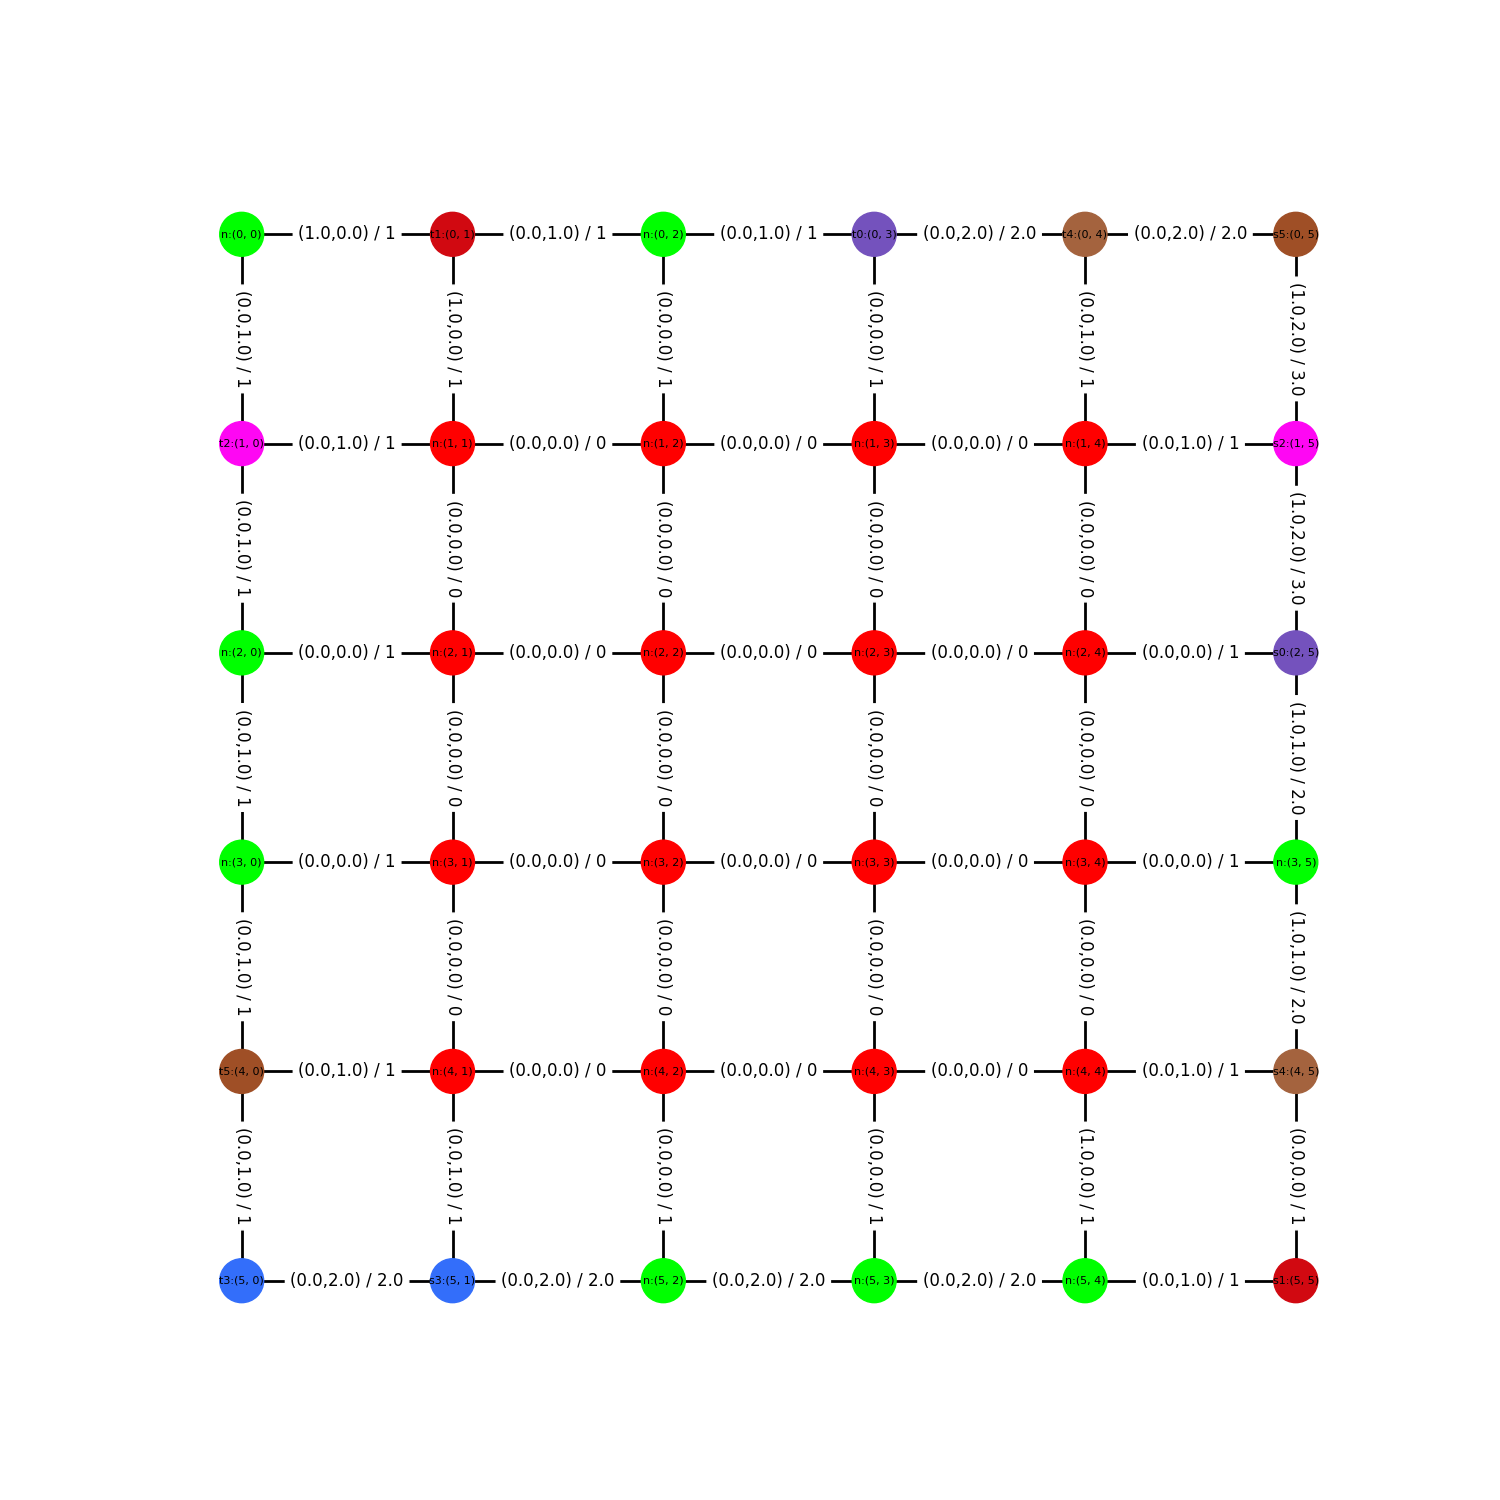 n:(0, 0) (1.0,0.0) / 1 t1:(0, 1) (0.0,1.0) / 1 n:(0, 2) (0.0,1.0) / 1 t0:(0, 3) (0.0,2.0) / 2.0 t4:(0, 4) (0.0,2.0) / 2.0 s5:(0, 5)
(0.0,1.0) / 1 (1.0,0.0) / 1 (0.0,0.0) / 1 (0.0,0.0) / 1 (0.0,1.0) / 1 (1.0,2.0) / 3.0
t2:(1, 0) (0.0,1.0) / 1 n:(1, 1) (0.0,0.0) / 0 n:(1, 2) (0.0,0.0) / 0 n:(1, 3) (0.0,0.0) / 0 n:(1, 4) (0.0,1.0) / 1 s2:(1, 5)
(0.0,1.0) / 1 (0.0,0.0) / 0 (0.0,0.0) / 0 (0.0,0.0) / 0 (0.0,0.0) / 0 (1.0,2.0) / 3.0
n:(2, 0) (0.0,0.0) / 1 n:(2, 1) (0.0,0.0) / 0 n:(2, 2) (0.0,0.0) / 0 n:(2, 3) (0.0,0.0) / 0 n:(2, 4) (0.0,0.0) / 1 s0:(2, 5)
(0.0,1.0) / 1 (0.0,0.0) / 0 (0.0,0.0) / 0 (0.0,0.0) / 0 (0.0,0.0) / 0 (1.0,1.0) / 2.0
n:(3, 0) (0.0,0.0) / 1 n:(3, 1) (0.0,0.0) / 0 n:(3, 2) (0.0,0.0) / 0 n:(3, 3) (0.0,0.0) / 0 n:(3, 4) (0.0,0.0) / 1 n:(3, 5)
(0.0,1.0) / 1 (0.0,0.0) / 0 (0.0,0.0) / 0 (0.0,0.0) / 0 (0.0,0.0) / 0 (1.0,1.0) / 2.0
t5:(4, 0) (0.0,1.0) / 1 n:(4, 1) (0.0,0.0) / 0 n:(4, 2) (0.0,0.0) / 0 n:(4, 3) (0.0,0.0) / 0 n:(4, 4) (0.0,1.0) / 1 s4:(4, 5)
(0.0,1.0) / 1 (0.0,1.0) / 1 (0.0,0.0) / 1 (0.0,0.0) / 1 (1.0,0.0) / 1 (0.0,0.0) / 1
t3:(5, 0) (0.0,2.0) / 2.0 s3:(5, 1) (0.0,2.0) / 2.0 n:(5, 2) (0.0,2.0) / 2.0 n:(5, 3) (0.0,2.0) / 2.0 n:(5, 4) (0.0,1.0) / 1 s1:(5, 5)